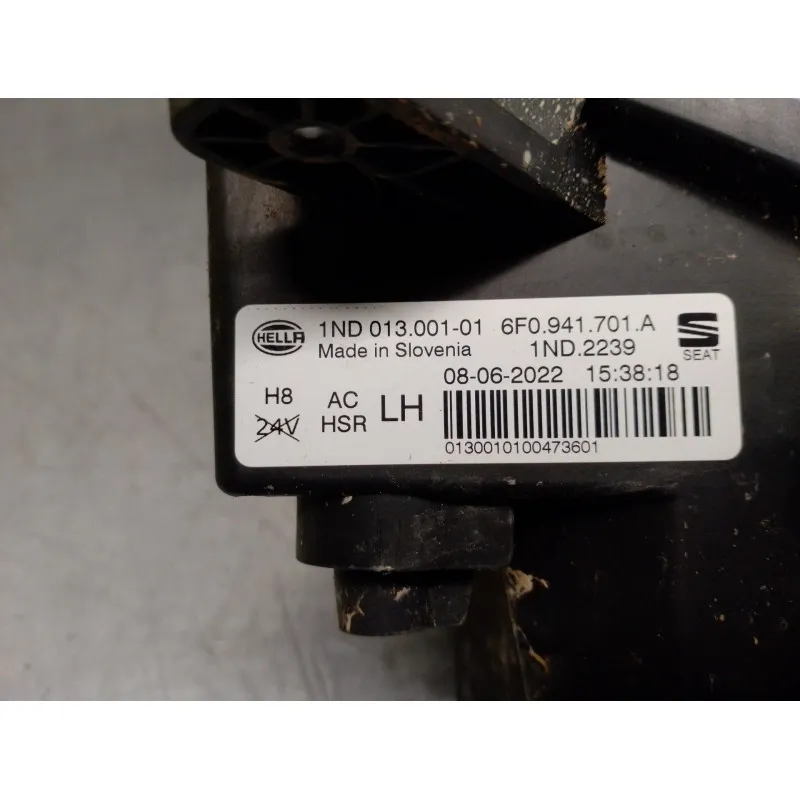 HELLA 1ND 013.001-01 6F0.941.701.A
Made in Slovenia 1ND.2239 SEAT
08-06-2022 15:38:18
H8 AC LH
24V HSR
0130010100473601